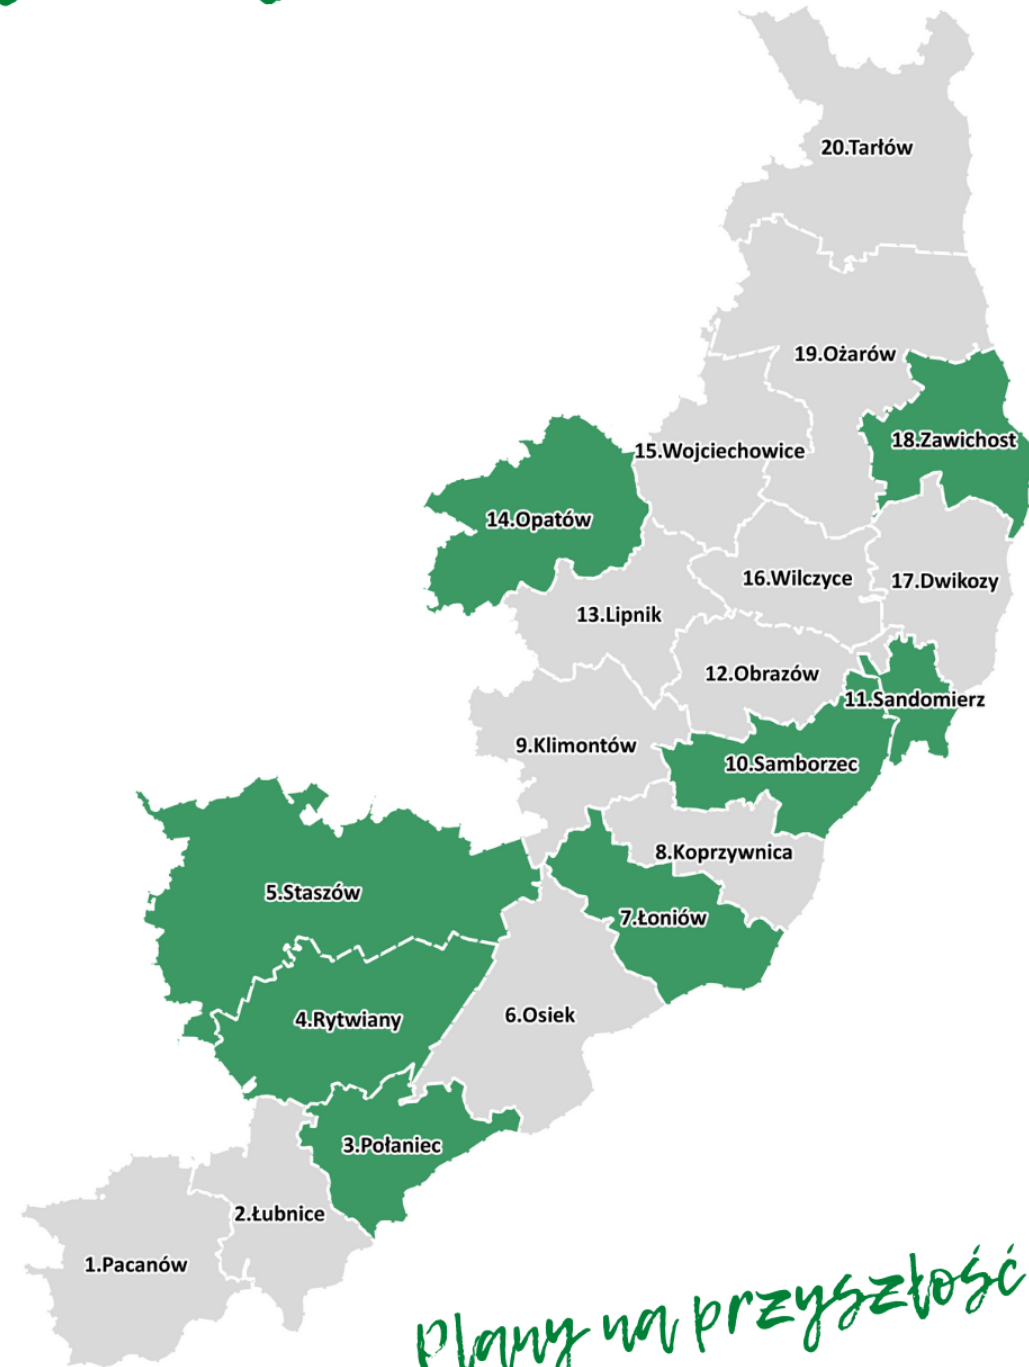 20.Tarłów
19.Ożarów
18.Zawichost
15.Wojciechowice
14.Opatów
16.Wilczyce
17.Dwikozy
13.Lipnik
12.Obrazów
11.Sandomierz
9.Klimontów
10.Samborzec
8.Koprzywnica
5.Staszów
7.Łoniów
6.Osiek
4.Rytwiany
3.Połaniec
2.Łubnice
1.Pacanów
Plany na przyszłość